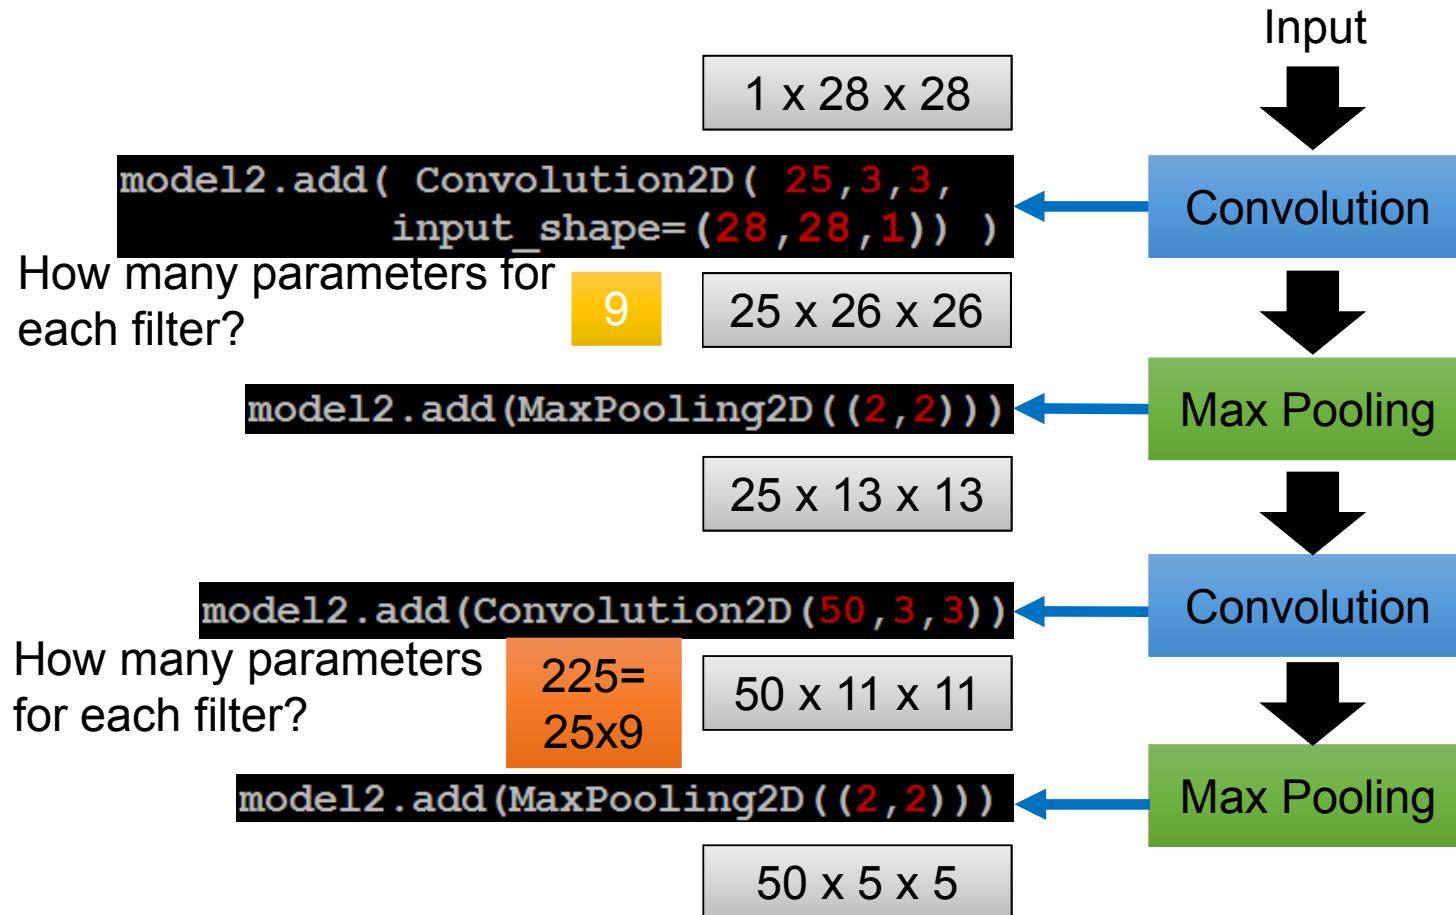 Input
1 x 28 x 28
model2.add( Convolution2D( 25,3,3,
input_shape=(28,28,1)) )
Convolution
How many parameters for
each filter?
9
25 x 26 x 26
model2.add(MaxPooling2D((2,2)))
Max Pooling
25 x 13 x 13
model2.add(Convolution2D(50,3,3))
Convolution
How many parameters
for each filter?
225=
25x9
50 x 11 x 11
model2.add(MaxPooling2D((2,2)))
Max Pooling
50 x 5 x 5